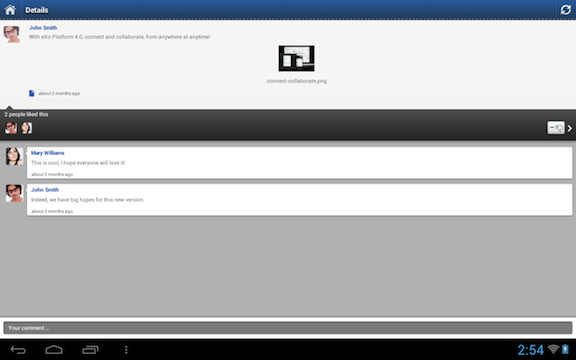 Details
John Smith
With eXo Platform 4.0, connect and collaborate, from anywhere at anytime!
connect-collaborate.png
about 2 months ago
2 people liked this
Mary Williams
This is cool, I hope everyone will love it!
about 2 months ago
John Smith
Indeed, we have big hopes for this new version.
about 2 months ago
Your comment ..
2:54